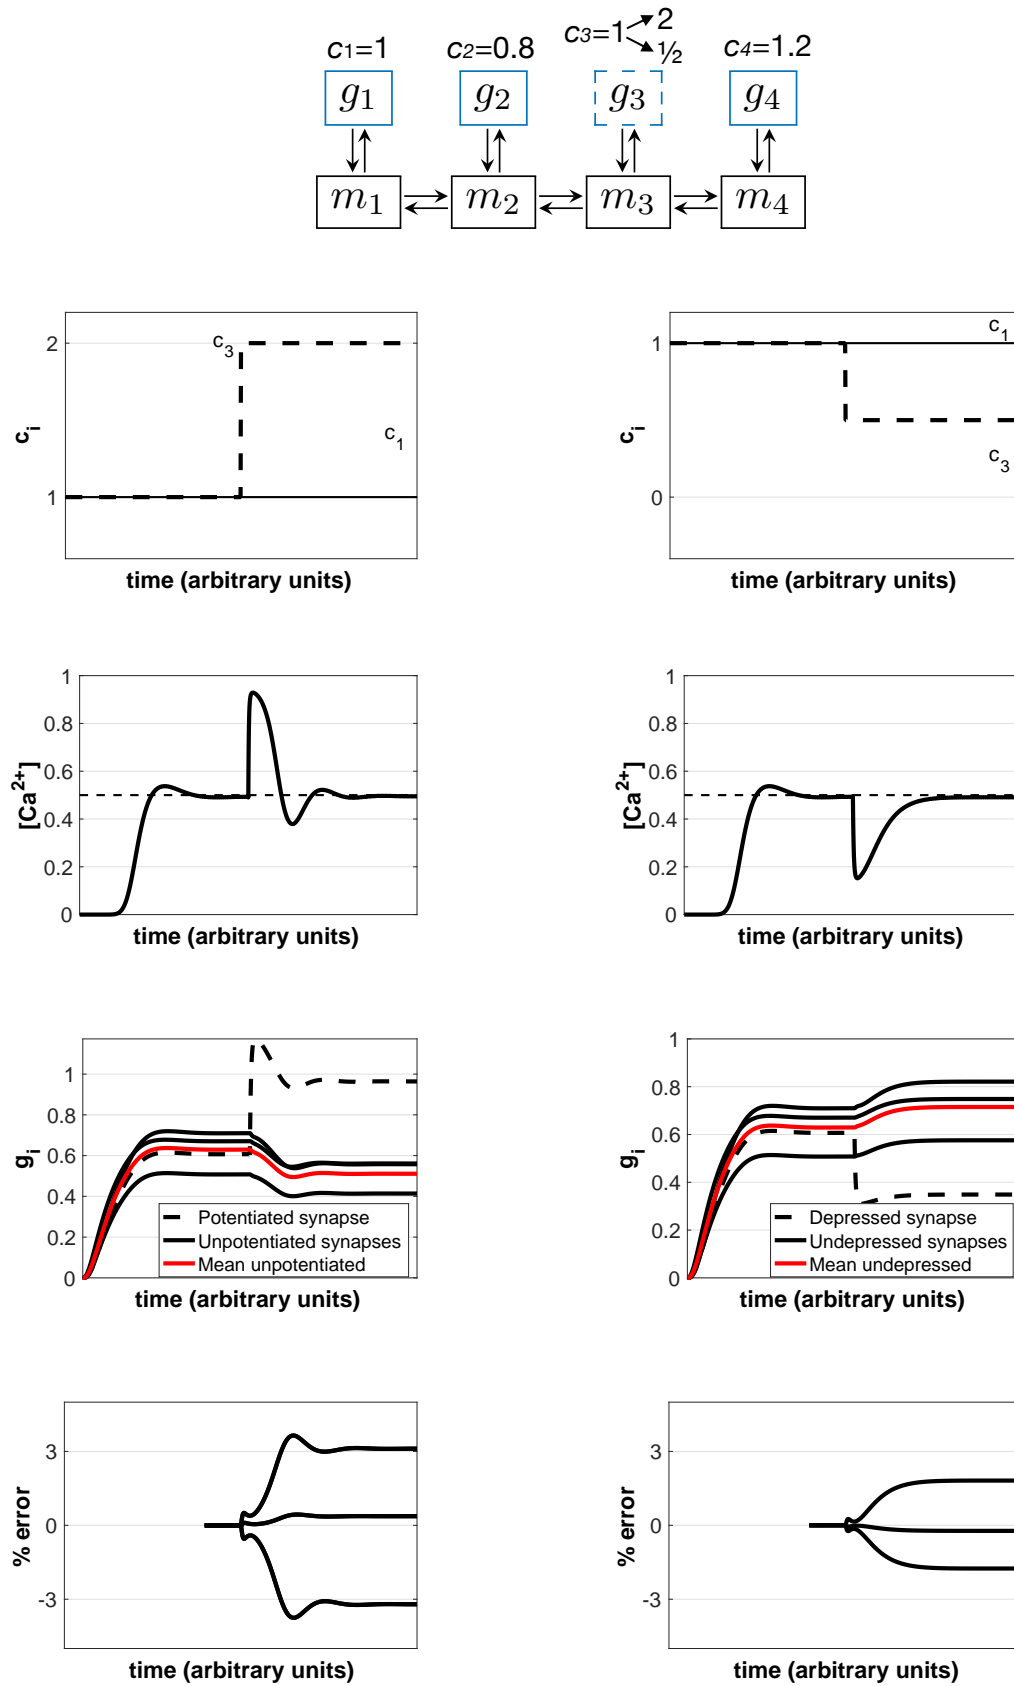 c1=1 c2=0.8 c3=1 2 ½ c4=1.2
g1 g2 g3 g4
m1 m2 m3 m4
2
1
ci
c3
c1
time (arbitrary units)
1
0
ci
c1
c3
time (arbitrary units)
1
0.8
0.6
0.4
0.2
0
[Ca2+]
time (arbitrary units)
1
0.8
0.6
0.4
0.2
0
[Ca2+]
time (arbitrary units)
1
0.8
0.6
0.4
0.2
0
gi
Potentiated synapse
Unpotentiated synapses
Mean unpotentiated
time (arbitrary units)
1
0.8
0.6
0.4
0.2
0
gi
Depressed synapse
Undepressed synapses
Mean undepressed
time (arbitrary units)
3
0
-3
% error
time (arbitrary units)
3
0
-3
% error
time (arbitrary units)